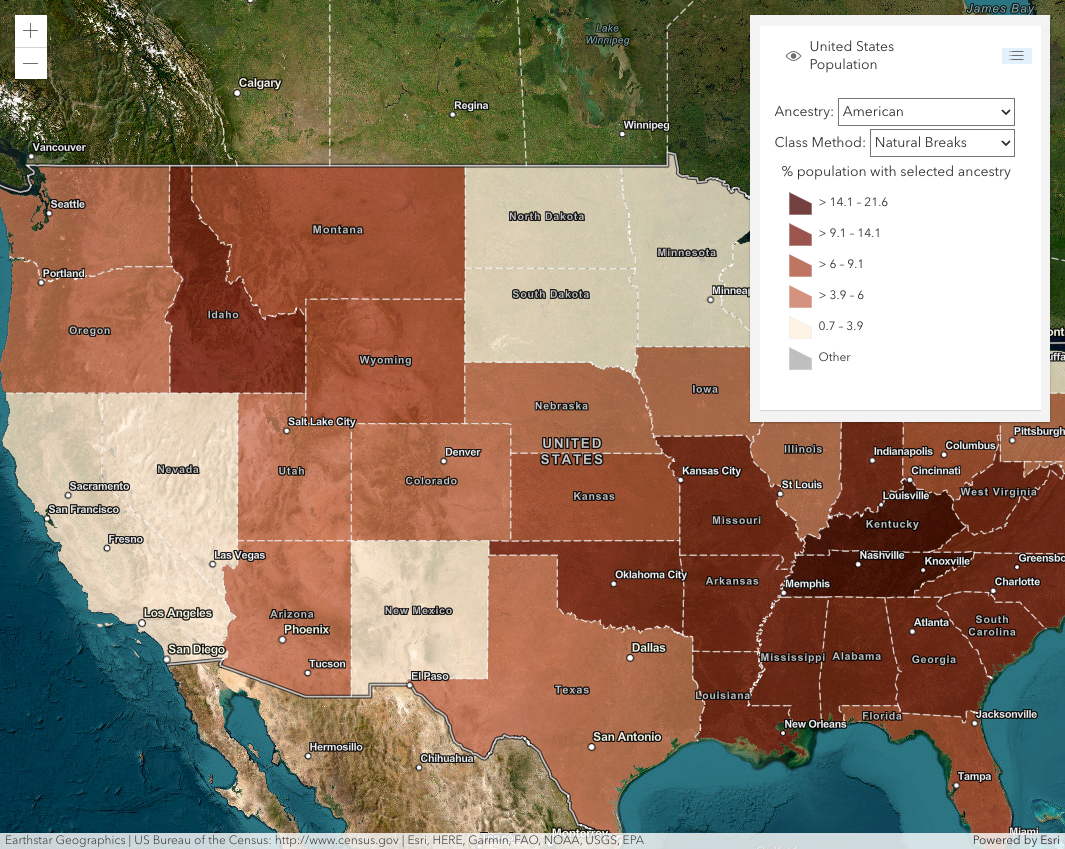 James Bay
Lake
Winnipeg
+
−
United States
Population
Calgary
Ancestry: American
Regina
Winnipeg
Class Method: Natural Breaks
Vancouver
% population with selected ancestry
Seattle
> 14.1 – 21.6
North Dakota
Montana
> 9.1 – 14.1
Minnesota
> 6 – 9.1
Portland
South Dakota
Minneap
> 3.9 – 6
Idaho
Oregon
0.7 – 3.9
ont
Wyoming
Other
uffa
Iowa
Nebraska
Salt Lake City
UNITED
STATES
Pittsburgh
Illinois
Columbus
Indianapolis
Denver
Nevada
Utah
Kansas City
Cincinnati
Colorado
Sacramento
St Louis
West Virginia
Kansas
Louisville
San Francisco
Missouri
Kentucky
Fresno
Las Vegas
Nashville
Knoxville
Greensbo
Oklahoma City
Arkansas
Memphis
Charlotte
Los Angeles
New Mexico
Arizona
Phoenix
Atlanta
South
Carolina
San Diego
Dallas
Mississippi
Alabama
Georgia
Tucson
El Paso
Texas
Louisiana
Florida
Jacksonville
New Orleans
San Antonio
Hermosillo
Chihuahua
Tampa
Monterrey
Miami
Earthstar Geographics | US Bureau of the Census: http://www.census.gov | Esri, HERE, Garmin, FAO, NOAA, USGS, EPA
Powered by Esri